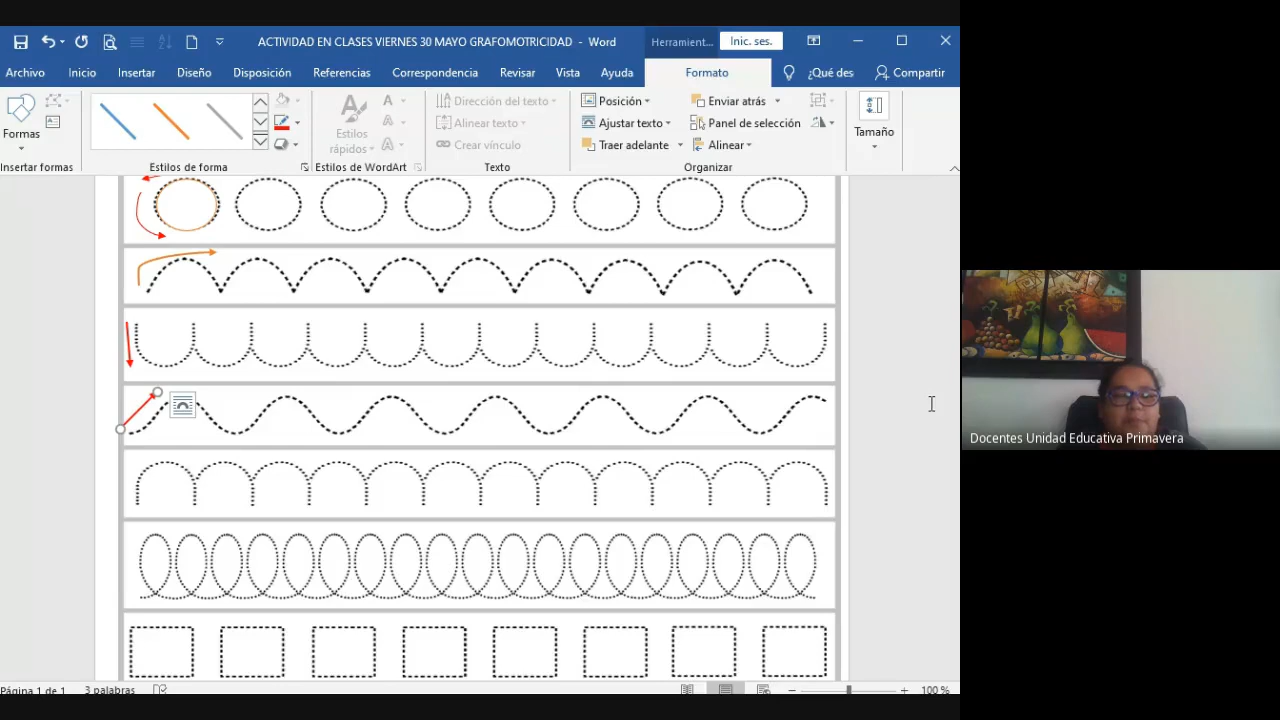 ACTIVIDAD EN CLASES VIERNES 30 MAYO GRAFOMOTRICIDAD - Word
Herramient...
Inic. ses.
Archivo
Inicio
Insertar
Diseño
Disposición
Referencias
Correspondencia
Revisar
Vista
Ayuda
Formato
¿Qué des
Compartir
Formas
Estilos
rápidos
A
A
A
Dirección del texto
Alinear texto
Crear vínculo
Posición
Ajustar texto
Traer adelante
Enviar atrás
Panel de selección
Alinear
Tamaño
Insertar formas
Estilos de forma
Estilos de WordArt
Texto
Organizar
Docentes Unidad Educativa Primavera
Página 1 de 1
3 palabras
100 %